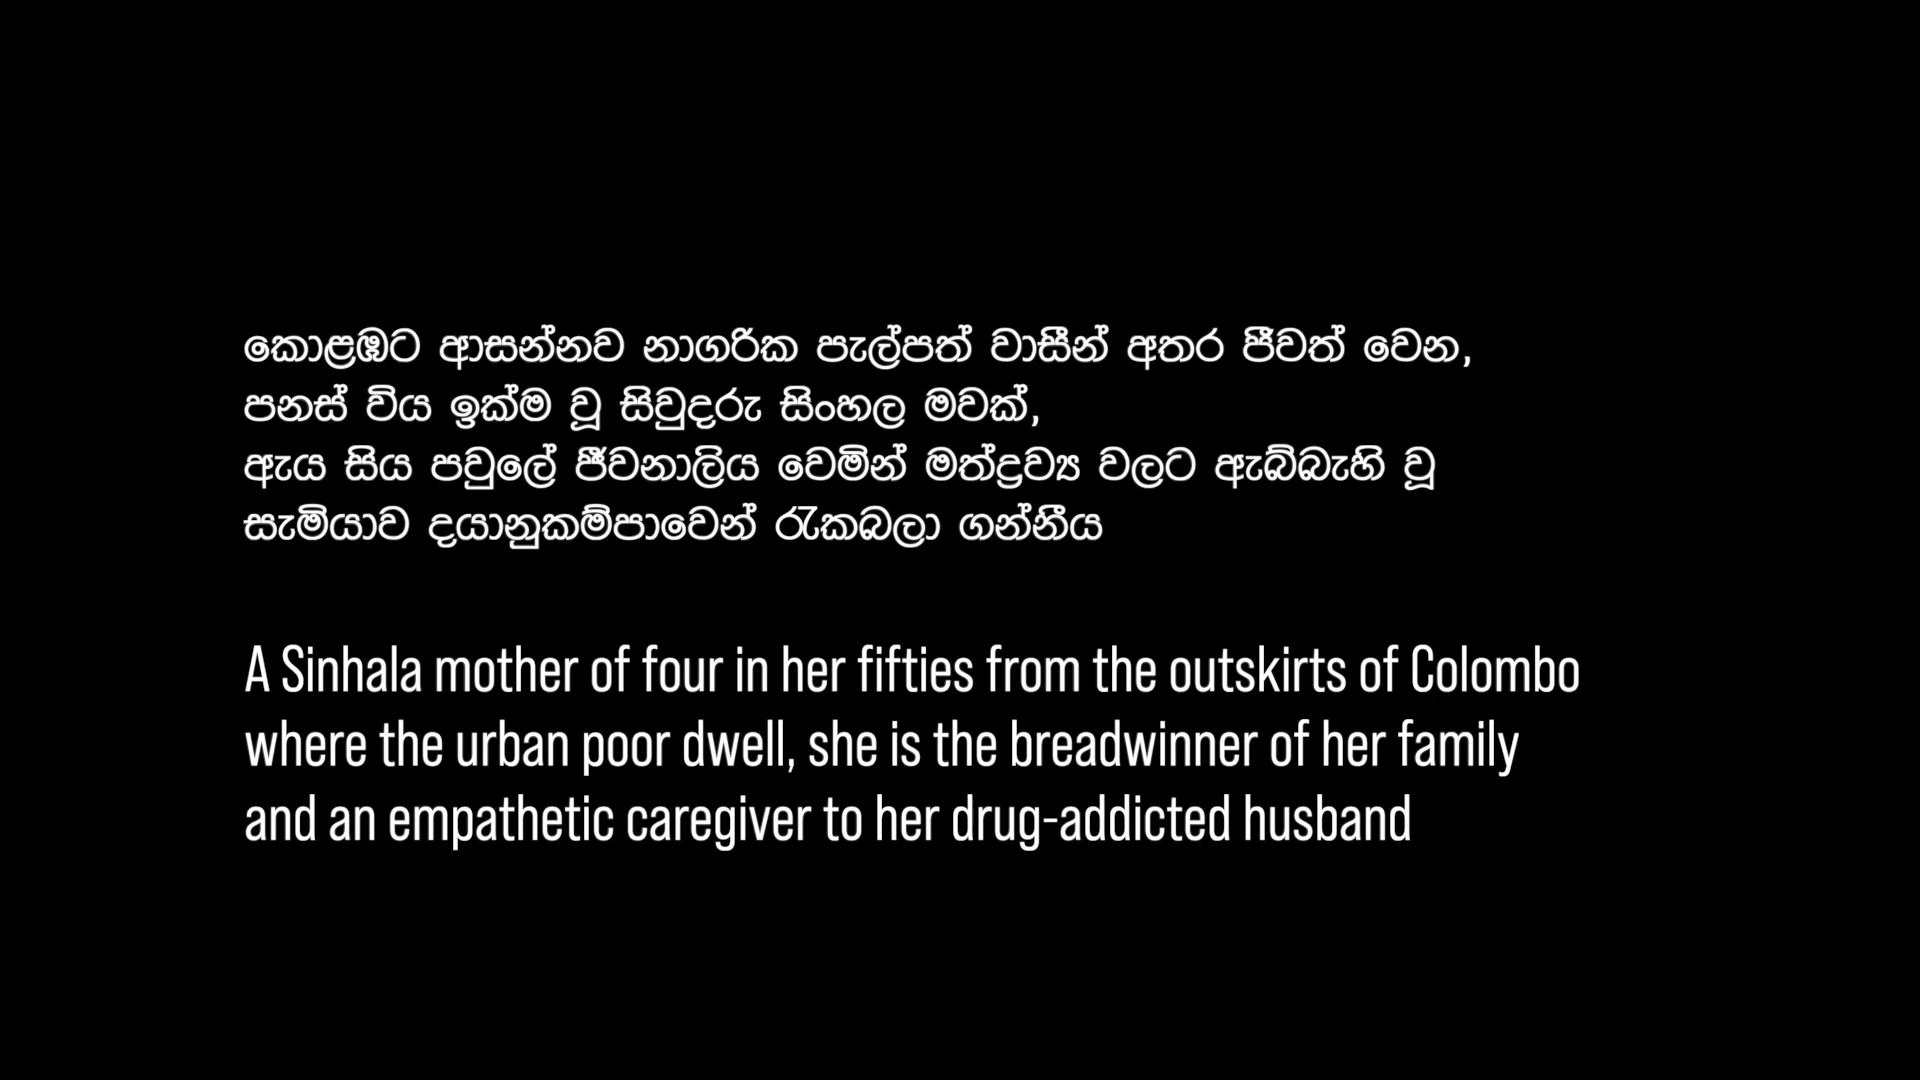 කොළඹට ආසන්නව නාගරික පැල්පත් වාසීන් අතර ජීවත් වෙන,
පනස් විය ඉක්ම වූ සිවුදරු සිංහල මවක්,
ඇය සිය පවුලේ ජීවනාලිය වෙමින් මත්ද්‍රව්‍ය වලට ඇබ්බැහි වූ
සැමියාව දයානුකම්පාවෙන් රැකබලා ගන්නීය
A Sinhala mother of four in her fifties from the outskirts of Colombo
where the urban poor dwell, she is the breadwinner of her family
and an empathetic caregiver to her drug-addicted husband